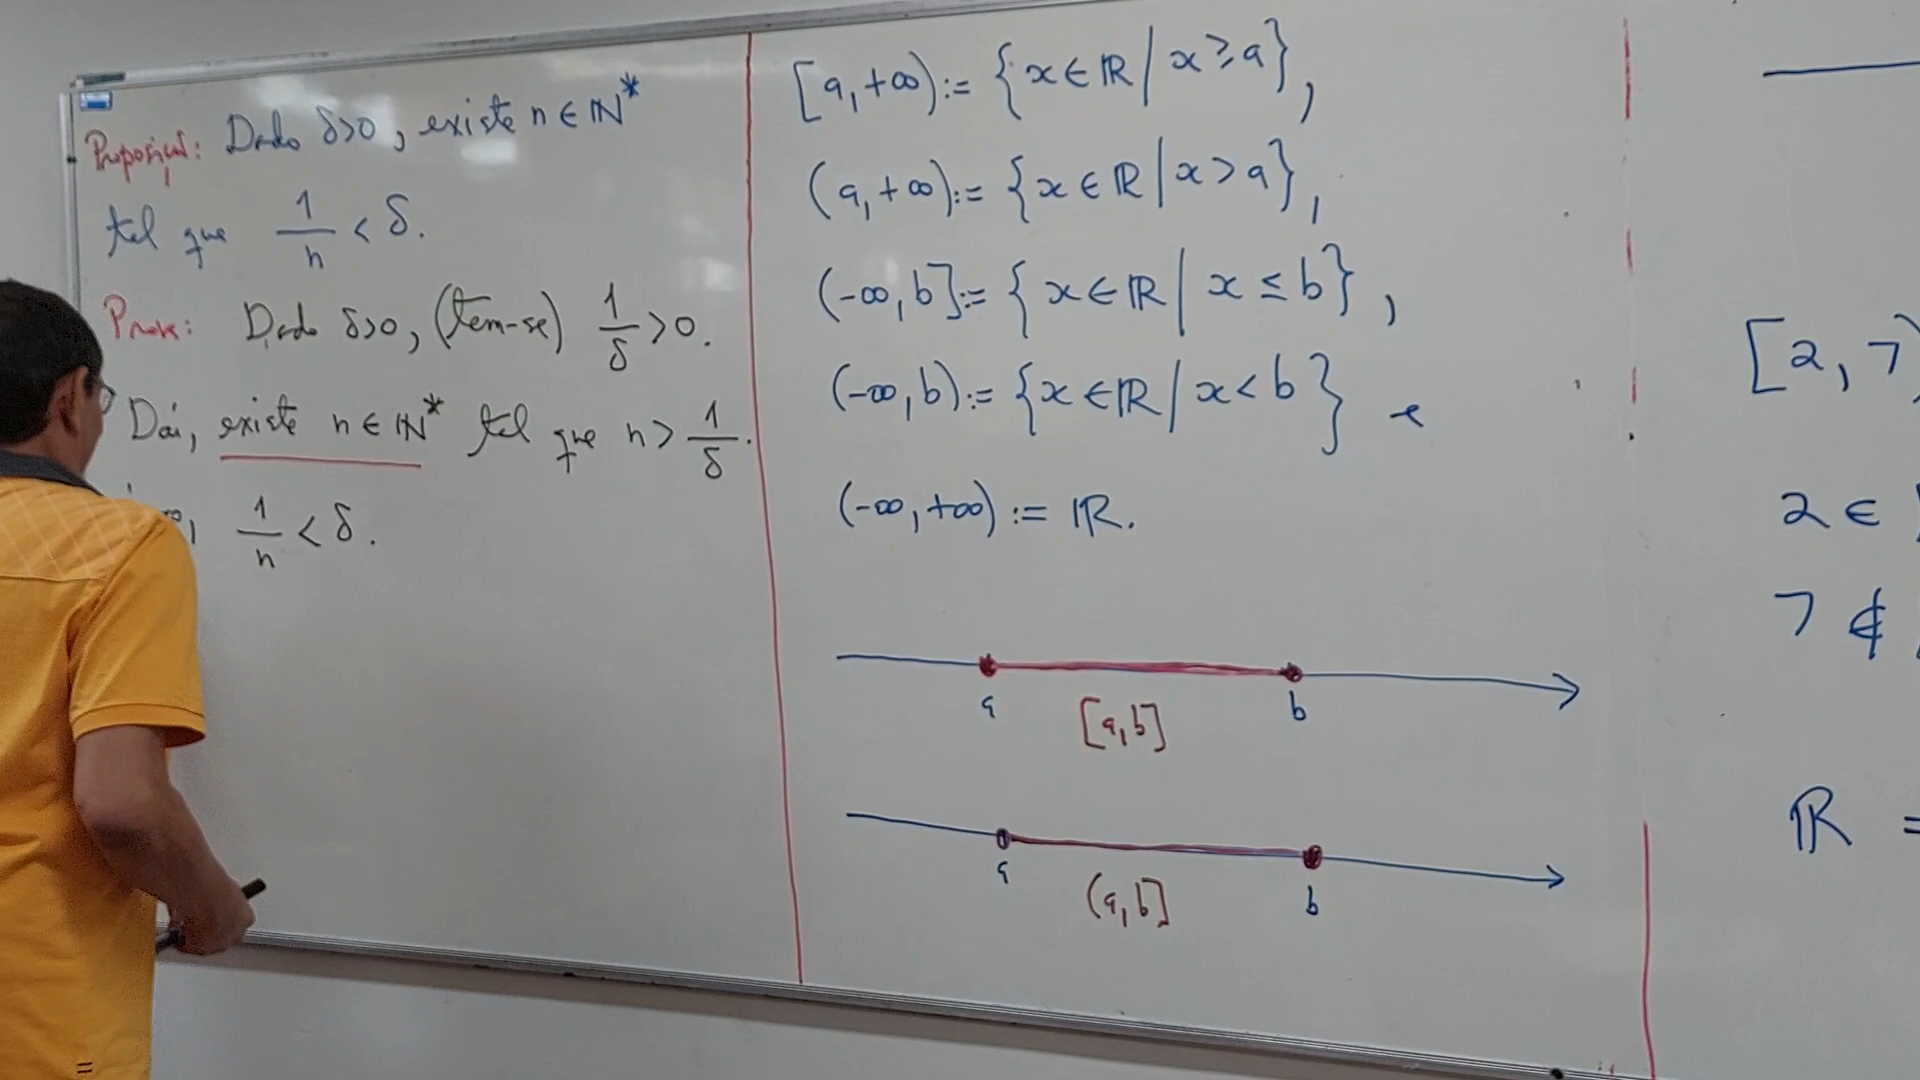 Proposição: Dado δ>0, existe n ∈ ℕ*
tal que 1/n < δ.
Prova: Dado δ>0, (tem-se) 1/δ > 0.
Daí, existe n ∈ ℕ* tal que n > 1/δ.
1/n < δ.
[a,+∞) := {x ∈ ℝ / x ≥ a},
(a,+∞) := {x ∈ ℝ / x > a},
(-∞,b] := {x ∈ ℝ / x ≤ b},
(-∞,b) := {x ∈ ℝ / x < b} e
(-∞,+∞) := ℝ.
a b
[a,b]
a b
(a,b]
[2,7)
2 ∈
7 ∉
ℝ =